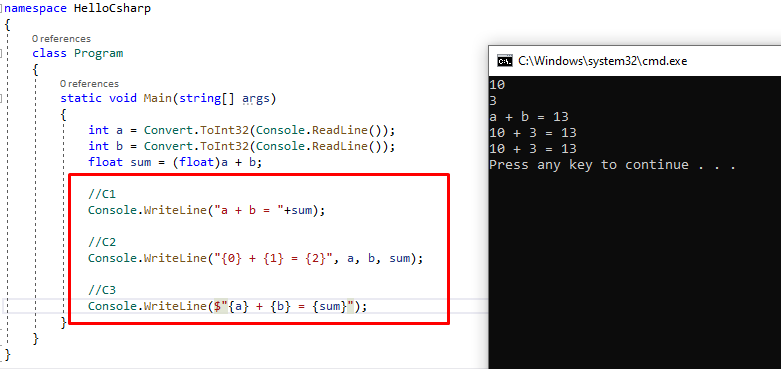 namespace HelloCsharp
{
0 references
class Program
{
0 references
static void Main(string[] args)
{
int a = Convert.ToInt32(Console.ReadLine());
int b = Convert.ToInt32(Console.ReadLine());
float sum = (float)a + b;
//C1
Console.WriteLine("a + b = "+sum);
//C2
Console.WriteLine("{0} + {1} = {2}", a, b, sum);
//C3
Console.WriteLine($"{a} + {b} = {sum}");
}
}
}
C:\Windows\system32\cmd.exe
10
3
a + b = 13
10 + 3 = 13
10 + 3 = 13
Press any key to continue . . .